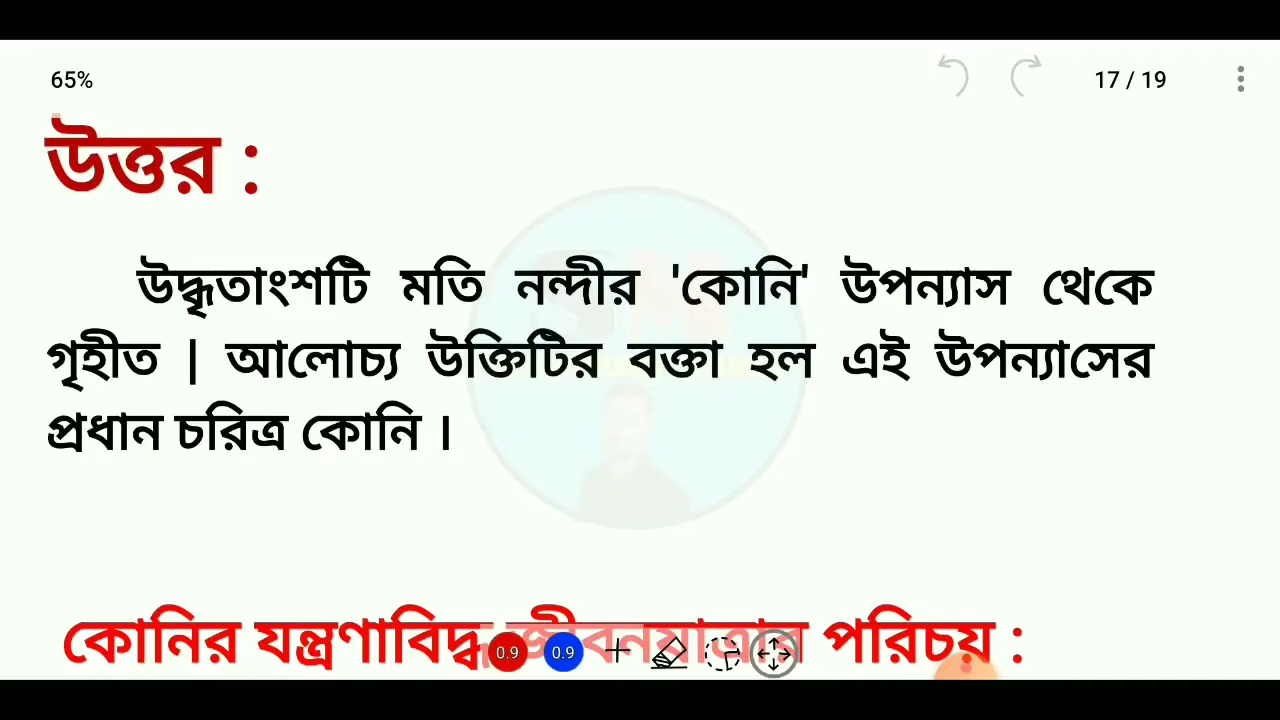 65%
17 / 19
উত্তর :
উদ্ধৃতাংশটি মতি নন্দীর 'কোনি' উপন্যাস থেকে
গৃহীত | আলোচ্য উক্তিটির বক্তা হল এই উপন্যাসের
প্রধান চরিত্র কোনি ।
কোনির যন্ত্রণাবিদ্ধ জীবনযাত্রার পরিচয় :
0.9 0.9